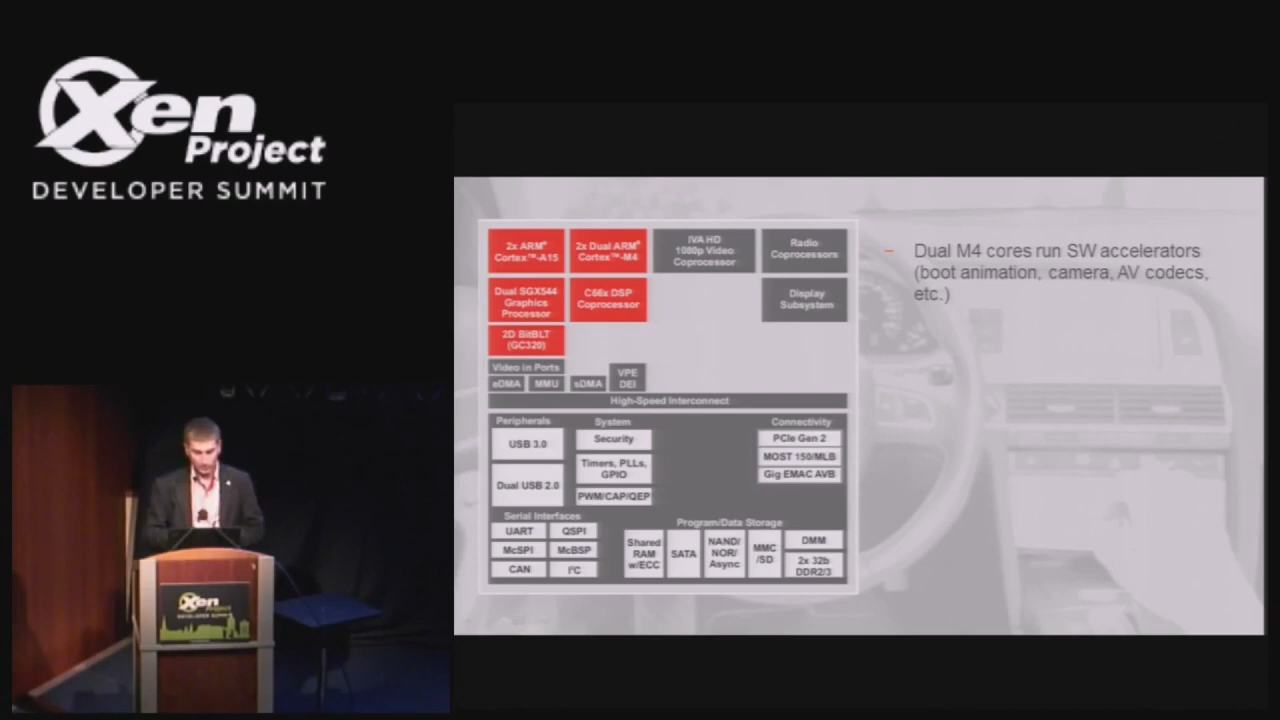 Xen
Project
DEVELOPER SUMMIT
2x ARM®
Cortex™-A15
2x Dual ARM®
Cortex™-M4
IVA HD
1080p Video
Coprocessor
Radio
Coprocessors
Dual SGX544
Graphics
Processor
C66x DSP
Coprocessor
Display
Subsystem
2D BitBLT
(GC320)
Video in Ports
eDMA
MMU
sDMA
VPE
DEI
High-Speed Interconnect
Peripherals
USB 3.0
Dual USB 2.0
System
Security
Timers, PLLs,
GPIO
PWM/CAP/QEP
Connectivity
PCIe Gen 2
MOST 150/MLB
Gig EMAC AVB
Serial Interfaces
UART
QSPI
McSPI
McBSP
CAN
I²C
Program/Data Storage
Shared
RAM
w/ECC
SATA
NAND/
NOR/
Async
MMC
/SD
DMM
2x 32b
DDR2/3
– Dual M4 cores run SW accelerators
(boot animation, camera, AV codecs,
etc.)
Xen
Project
DEVELOPER SUMMIT